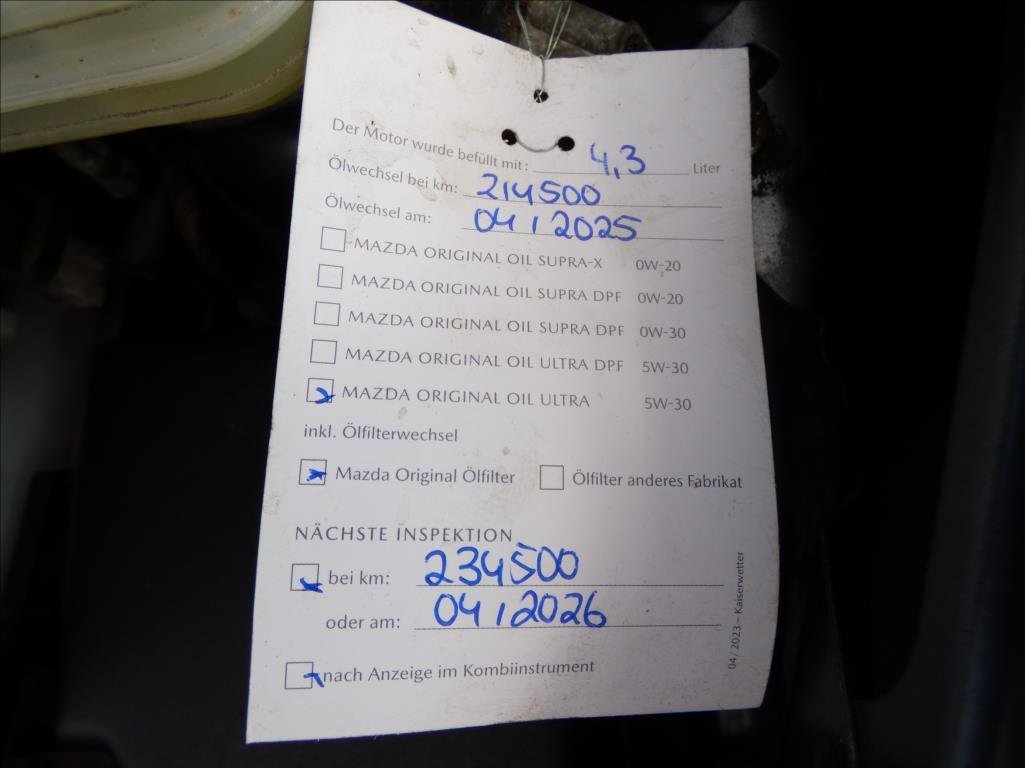 Der Motor wurde befüllt mit: 4,3 Liter
Ölwechsel bei km: 214500
Ölwechsel am: 04/2025
MAZDA ORIGINAL OIL SUPRA-X 0W-20
MAZDA ORIGINAL OIL SUPRA DPF 0W-20
MAZDA ORIGINAL OIL SUPRA DPF 0W-30
MAZDA ORIGINAL OIL ULTRA DPF 5W-30
MAZDA ORIGINAL OIL ULTRA 5W-30
inkl. Ölfilterwechsel
Mazda Original Ölfilter Ölfilter anderes Fabrikat
NÄCHSTE INSPEKTION
bei km: 234500
oder am: 04/2026
nach Anzeige im Kombiinstrument
04/2023 – Kaiserwetter